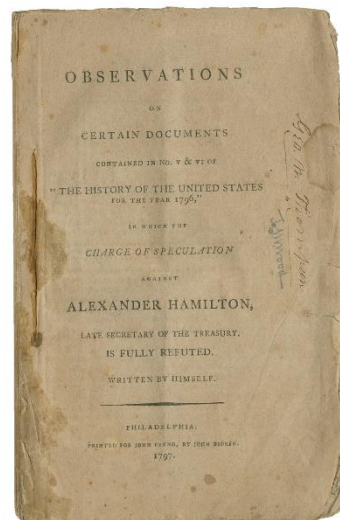 OBSERVATIONS
ON
CERTAIN DOCUMENTS
CONTAINED IN NO. V & VI OF
"THE HISTORY OF THE UNITED STATES
FOR THE YEAR 1796,"
IN WHICH THE
CHARGE OF SPECULATION
AGAINST
ALEXANDER HAMILTON,
LATE SECRETARY OF THE TREASURY,
IS FULLY REFUTED.
WRITTEN BY HIMSELF.
PHILADELPHIA:
PRINTED FOR JOHN FENNO, BY JOHN BIOREN.
1797.